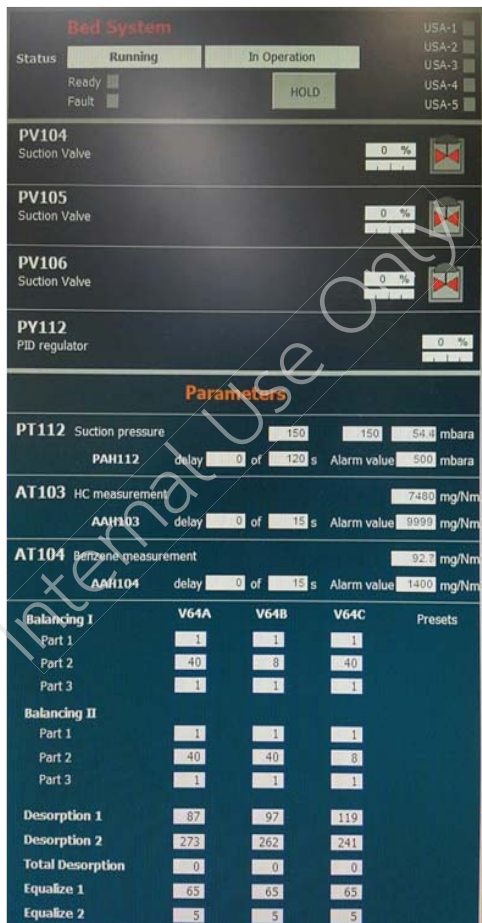 Bed System
USA-1
USA-2
USA-3
USA-4
USA-5
Status Running In Operation
Ready
Fault
HOLD
PV104
Suction Valve
0 %
PV105
Suction Valve
0 %
PV106
Suction Valve
0 %
PY112
PID regulator
0 %
Parameters
PT112 Suction pressure 150 150 54.4 mbara
PAH112 delay 0 of 120 s Alarm value 500 mbara
AT103 HC measurement 7480 mg/Nm
AAH103 delay 0 of 15 s Alarm value 9999 mg/Nm
AT104 Benzene measurement 92.7 mg/Nm
AAH104 delay 0 of 15 s Alarm value 1400 mg/Nm
Balancing I V64A V64B V64C Presets
Part 1 1 1 1
Part 2 40 8 40
Part 3 1 1 1
Balancing II
Part 1 1 1 1
Part 2 40 40 8
Part 3 1 1 1
Desorption 1 87 97 119
Desorption 2 273 262 241
Total Desorption 0 0 0
Equalize 1 65 65 65
Equalize 2 5 5 5
Internal Use Only